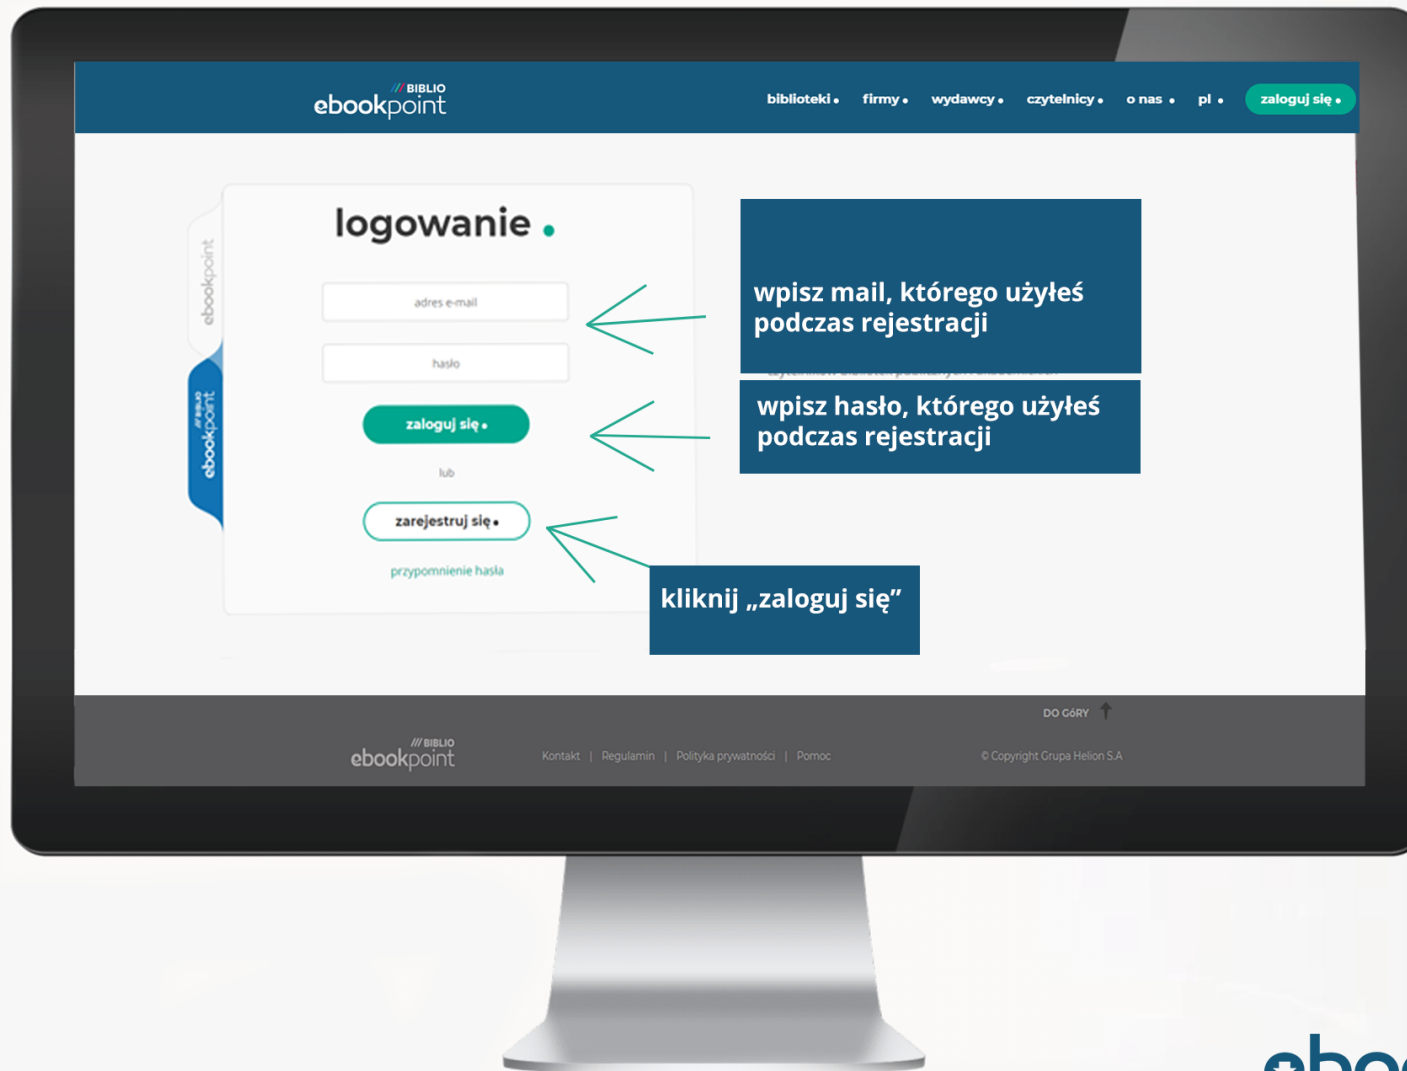 /// BIBLIO
ebookpoint
biblioteki • firmy • wydawcy • czytelnicy • o nas • pl • zaloguj się •
logowanie •
ebookpoint
/// BIBLIO
ebookpoint
adres e-mail
hasło
zaloguj się •
lub
zarejestruj się •
przypomnienie hasła
wpisz mail, którego użyłeś
podczas rejestracji
wpisz hasło, którego użyłeś
podczas rejestracji
kliknij „zaloguj się”
DO GÓRY
/// BIBLIO
ebookpoint
Kontakt | Regulamin | Polityka prywatności | Pomoc
© Copyright Grupa Helion S.A